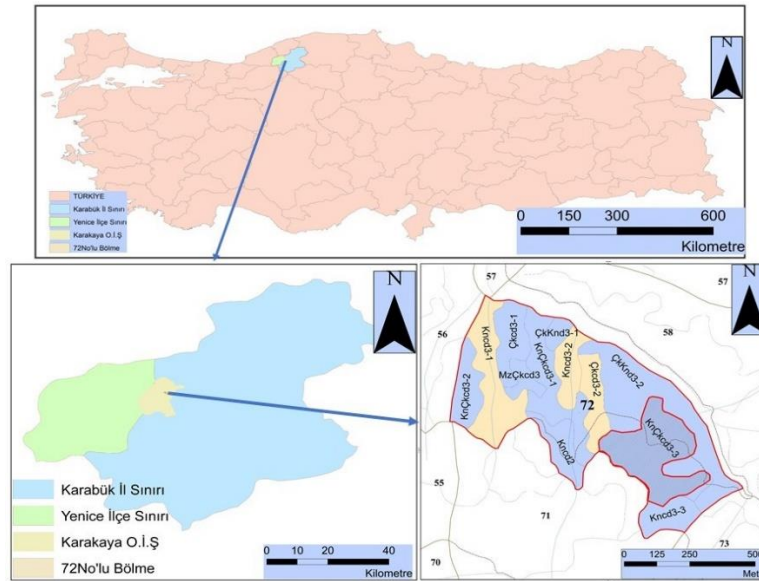 N
TÜRKİYE
Karabük İl Sınırı
Yenice İlçe Sınırı
Karakaya O.İ.Ş
72No'lu Bölme
0 150 300 600
Kilometre
N
Karabük İl Sınırı
Yenice İlçe Sınırı
Karakaya O.İ.Ş
72No'lu Bölme
0 10 20 40
Kilometre
N
57
57
56
58
Kncd3-1
Çkcd3-1
ÇkKnd3-1
KnÇkcd3-1
Kncd3-2
MzÇkcd3
Çkcd3-2
ÇkKnd3-2
KnÇkcd3-2
72
Kncd2
KnÇkcd3-3
Kncd3-3
55
70
71
73
0 125 250 500
Met